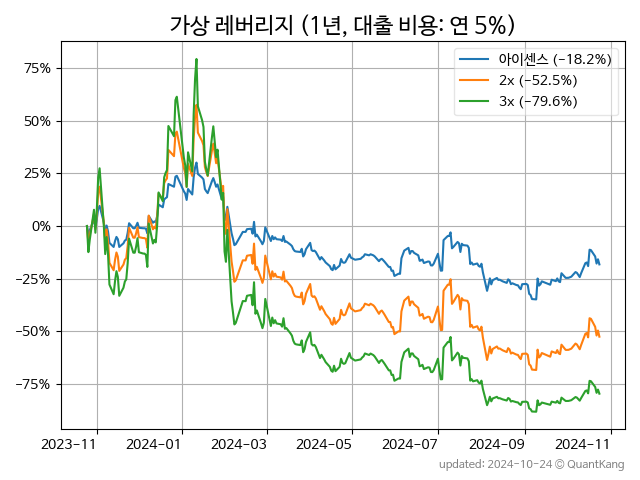 가상 레버리지 (1년, 대출 비용: 연 5%)
아이센스 (−18.2%)
2x (−52.5%)
3x (−79.6%)
75%
50%
25%
0%
−25%
−50%
−75%
2023-11 2024-01 2024-03 2024-05 2024-07 2024-09 2024-11
updated: 2024-10-24 © QuantKang